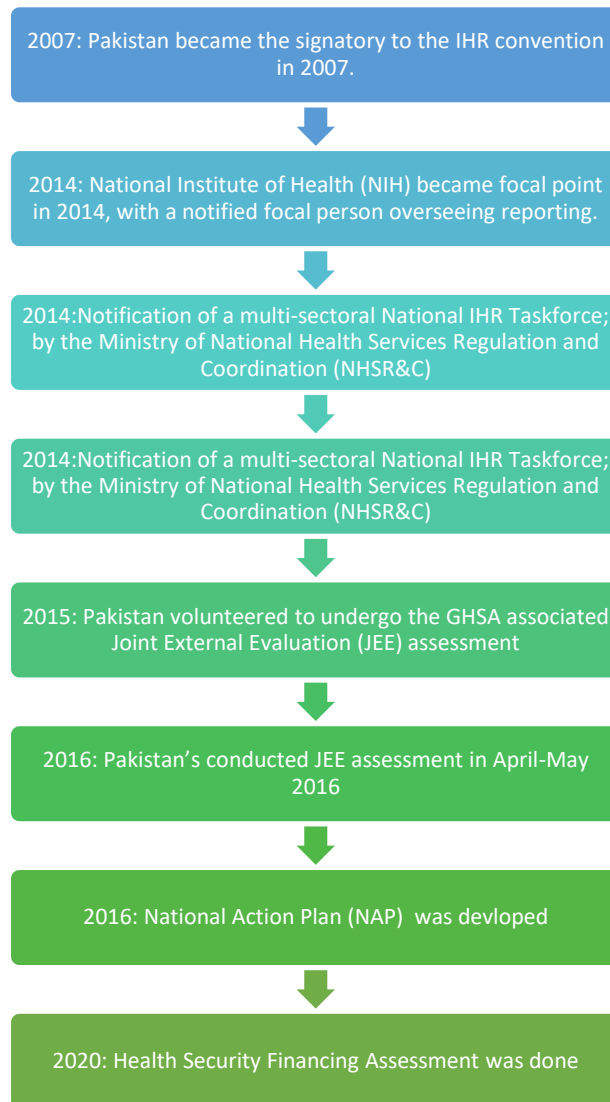 2007: Pakistan became the signatory to the IHR convention
in 2007.
2014: National Institute of Health (NIH) became focal point
in 2014, with a notified focal person overseeing reporting.
2014:Notification of a multi-sectoral National IHR Taskforce;
by the Ministry of National Health Services Regulation and
Coordination (NHSR&C)
2014:Notification of a multi-sectoral National IHR Taskforce;
by the Ministry of National Health Services Regulation and
Coordination (NHSR&C)
2015: Pakistan volunteered to undergo the GHSA associated
Joint External Evaluation (JEE) assessment
2016: Pakistan’s conducted JEE assessment in April-May
2016
2016: National Action Plan (NAP)  was devloped
2020: Health Security Financing Assessment was done